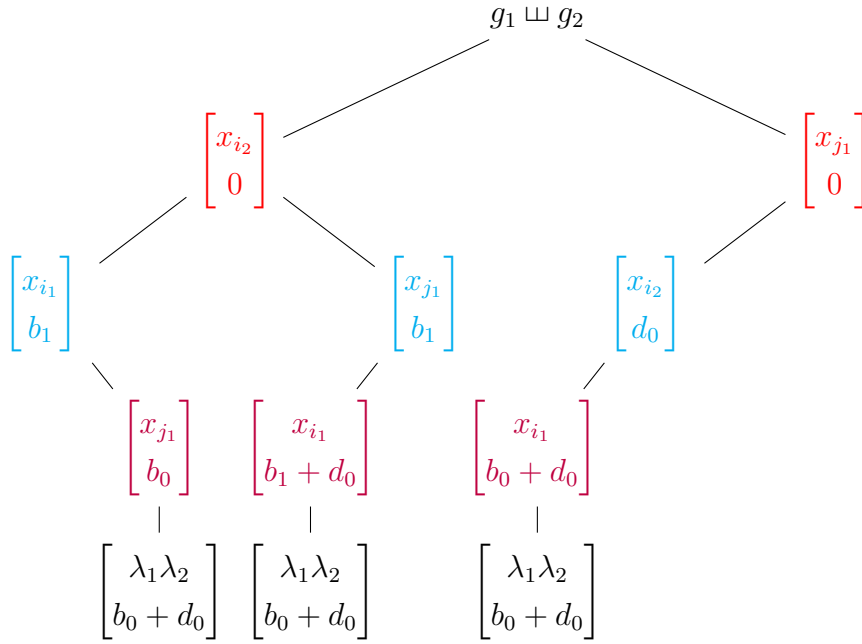 g₁ ⧢ g₂
[x_{i₂} 0] [x_{j₁} 0]
[x_{i₁} b₁] [x_{j₁} b₁] [x_{i₂} d₀]
[x_{j₁} b₀] [x_{i₁} b₁ + d₀] [x_{i₁} b₀ + d₀]
[λ₁λ₂ b₀ + d₀] [λ₁λ₂ b₀ + d₀] [λ₁λ₂ b₀ + d₀]